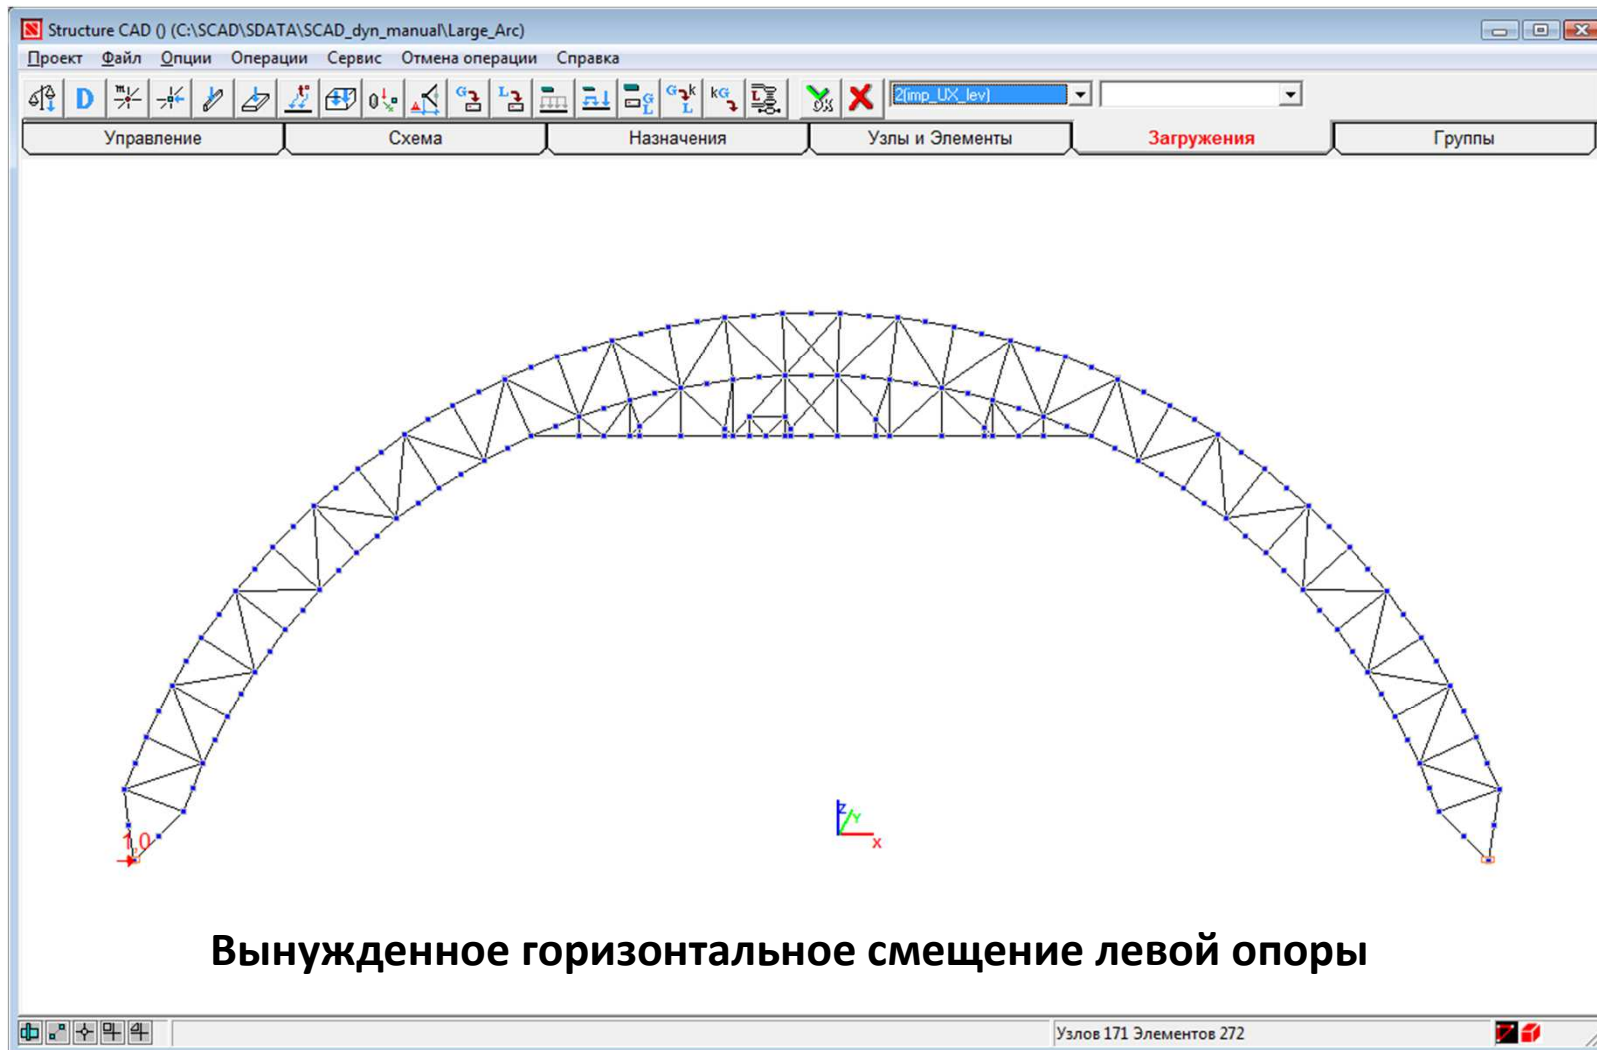 Structure CAD () (C:\SCAD\SDATA\SCAD_dyn_manual\Large_Arc)
Проект Файл Опции Операции Сервис Отмена операции Справка
2(imp_UX_lev)
Управление Схема Назначения Узлы и Элементы Загружения Группы
1,0
Z
Y
X
Вынужденное горизонтальное смещение левой опоры
Узлов 171 Элементов 272